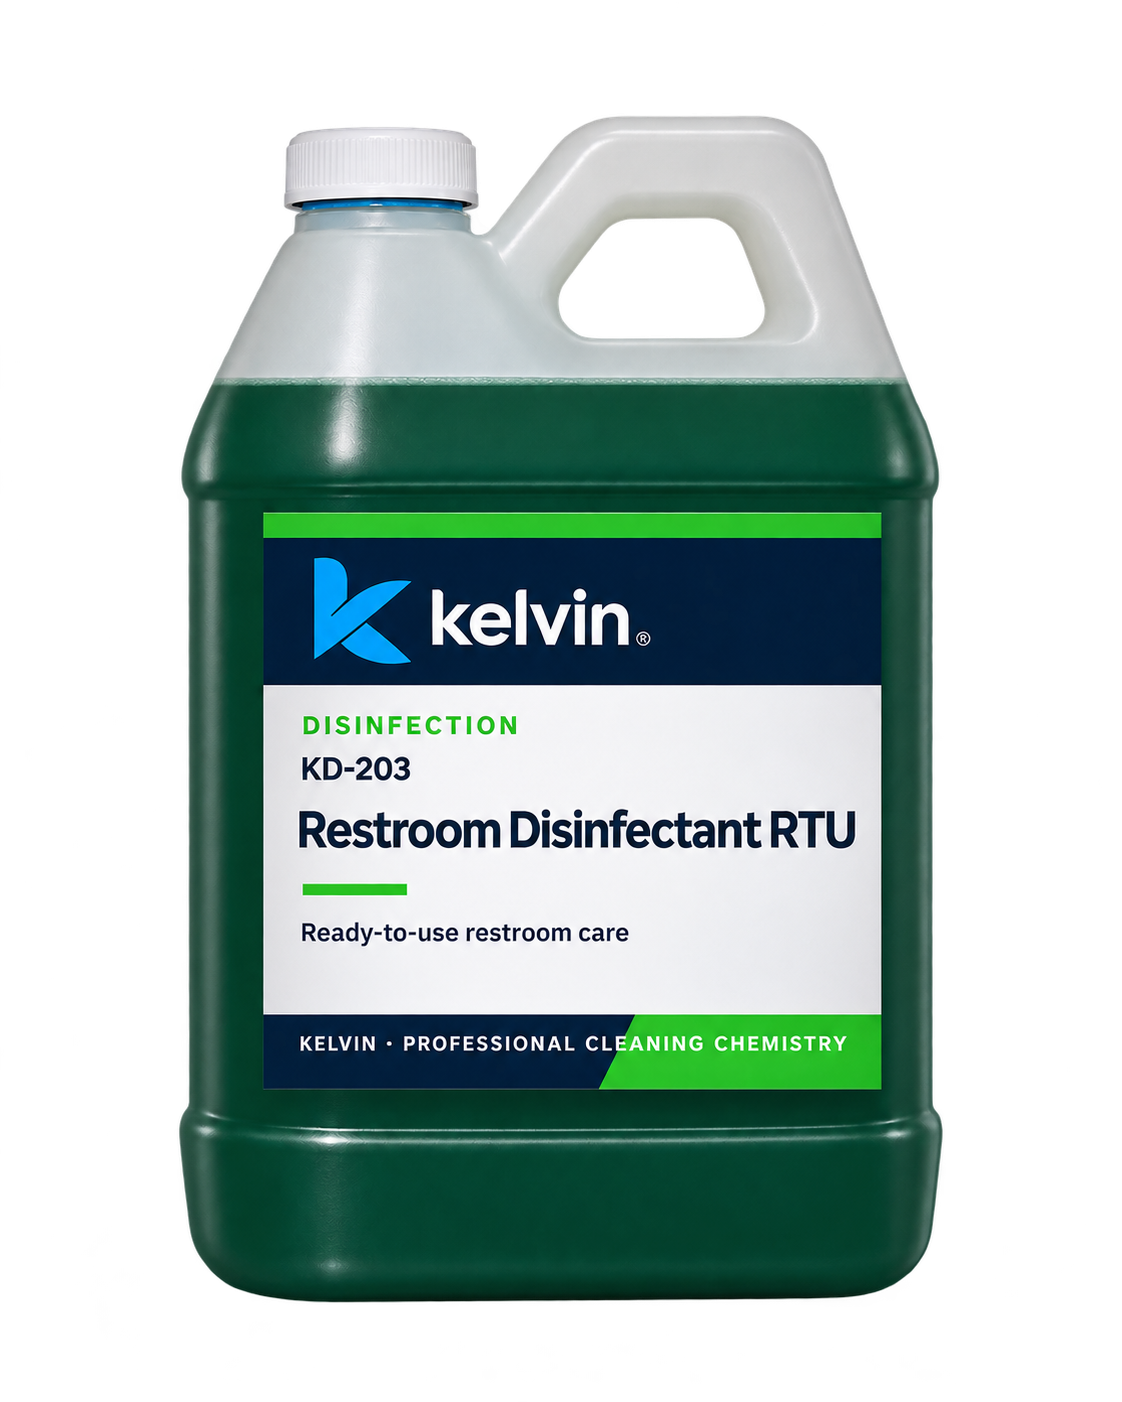 kelvin®
DISINFECTION
KD-203
Restroom Disinfectant RTU
Ready-to-use restroom care
KELVIN • PROFESSIONAL CLEANING CHEMISTRY